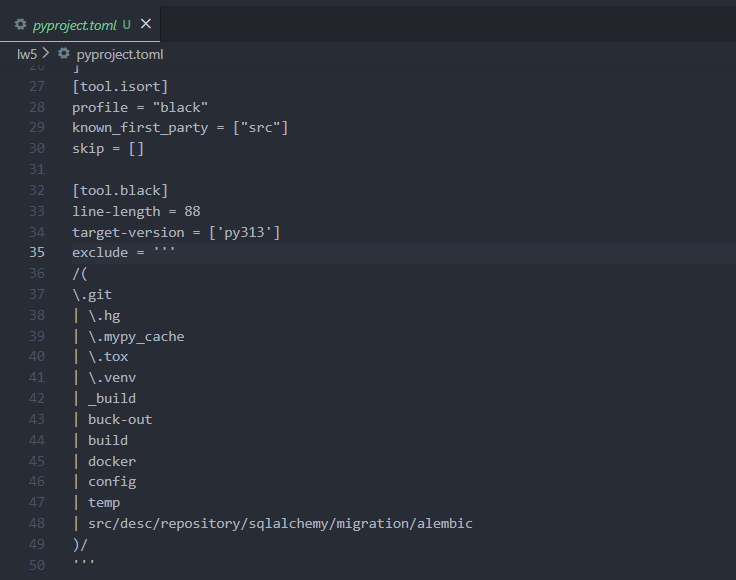 pyproject.toml U
lw5 > pyproject.toml
26 ]
27 [tool.isort]
28 profile = "black"
29 known_first_party = ["src"]
30 skip = []
31
32 [tool.black]
33 line-length = 88
34 target-version = ['py313']
35 exclude = '''
36 /(
37 \.git
38 | \.hg
39 | \.mypy_cache
40 | \.tox
41 | \.venv
42 | _build
43 | buck-out
44 | build
45 | docker
46 | config
47 | temp
48 | src/desc/repository/sqlalchemy/migration/alembic
49 )/
50 '''